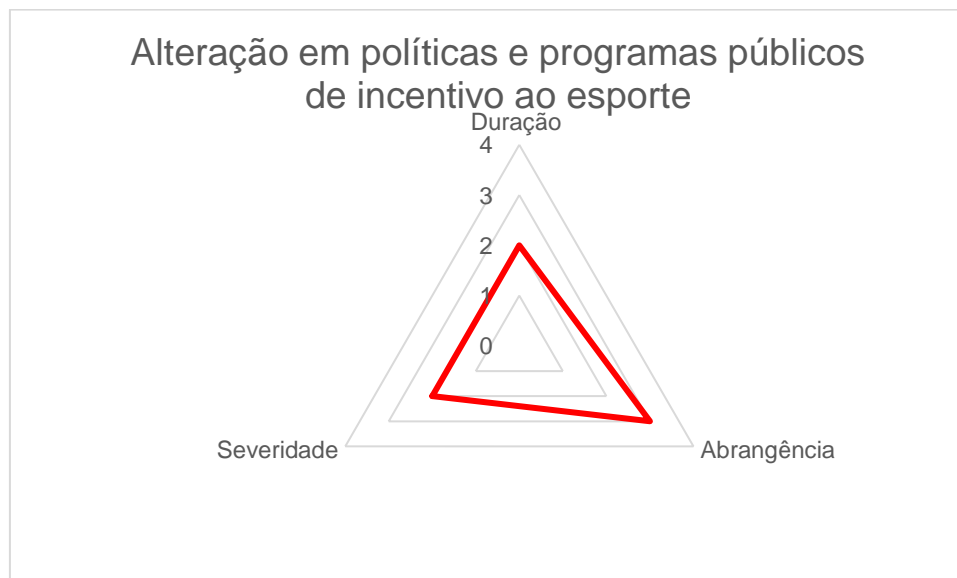 Alteração em políticas e programas públicos
de incentivo ao esporte
Duração
4
3
2
1
0
Severidade
Abrangência